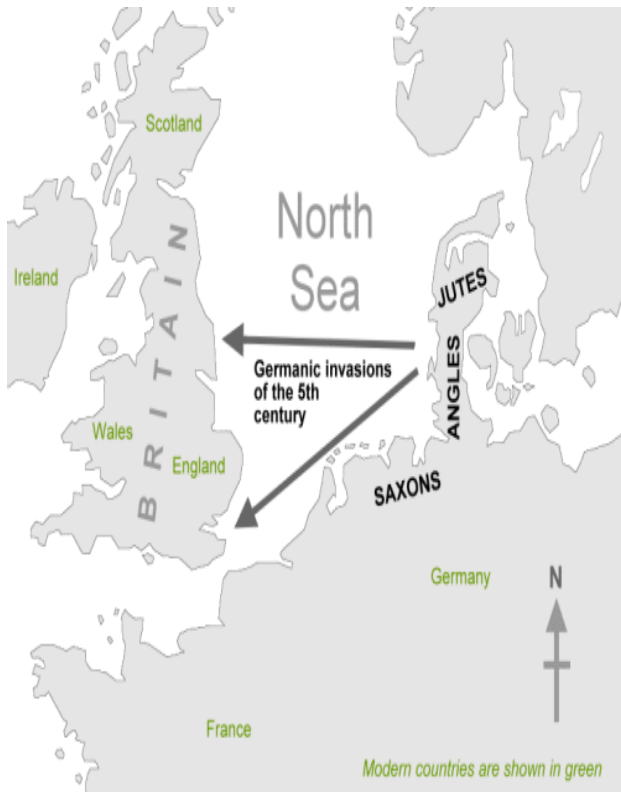 Scotland
North
Sea
Ireland
BRITAIN
JUTES
ANGLES
Germanic invasions
of the 5th
century
Wales
England
SAXONS
Germany
N
France
Modern countries are shown in green